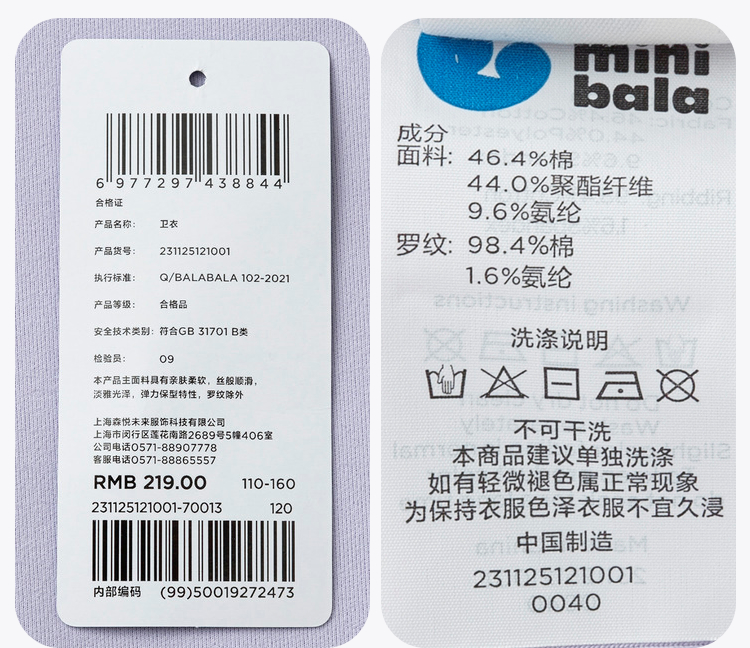 6 977297 438844
合格证
产品名称: 卫衣
产品货号: 231125121001
执行标准: Q/BALABALA 102-2021
产品等级: 合格品
安全技术类别: 符合GB 31701 B类
检验员: 09
本产品主面料具有亲肤柔软，丝般顺滑，
淡雅光泽，弹力保型特性，罗纹除外
上海森悦未来服饰科技有限公司
上海市闵行区莲花南路2689号5幢406室
公司电话0571-88907778
客服电话0571-88865557
RMB 219.00 110-160
231125121001-70013 120
内部编码 (99)50019272473
mini
bala
成分
面料: 46.4%棉
44.0%聚酯纤维
9.6%氨纶
罗纹: 98.4%棉
1.6%氨纶
洗涤说明
不可干洗
本商品建议单独洗涤
如有轻微褪色属正常现象
为保持衣服色泽衣服不宜久浸
中国制造
231125121001
0040